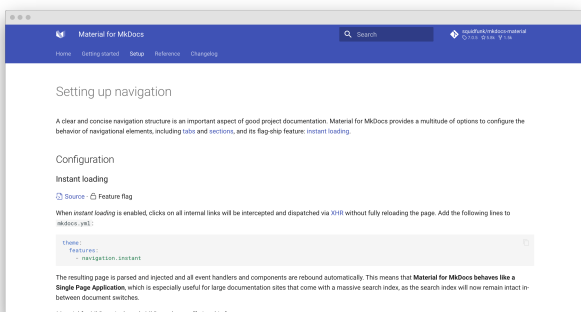 Material for MkDocs
Search
squidfunk/mkdocs-material
7.0.0 5.8k 1.5k
Home Getting started Setup Reference Changelog
Setting up navigation
A clear and concise navigation structure is an important aspect of good project documentation. Material for MkDocs provides a multitude of options to configure the
behavior of navigational elements, including tabs and sections, and its flag-ship feature: instant loading.
Configuration
Instant loading
Source · Feature flag
When instant loading is enabled, clicks on all internal links will be intercepted and dispatched via XHR without fully reloading the page. Add the following lines to
mkdocs.yml:
theme:
features:
- navigation.instant
The resulting page is parsed and injected and all event handlers and components are rebound automatically. This means that Material for MkDocs behaves like a
Single Page Application, which is especially useful for large documentation sites that come with a massive search index, as the search index will now remain intact in-
between document switches.